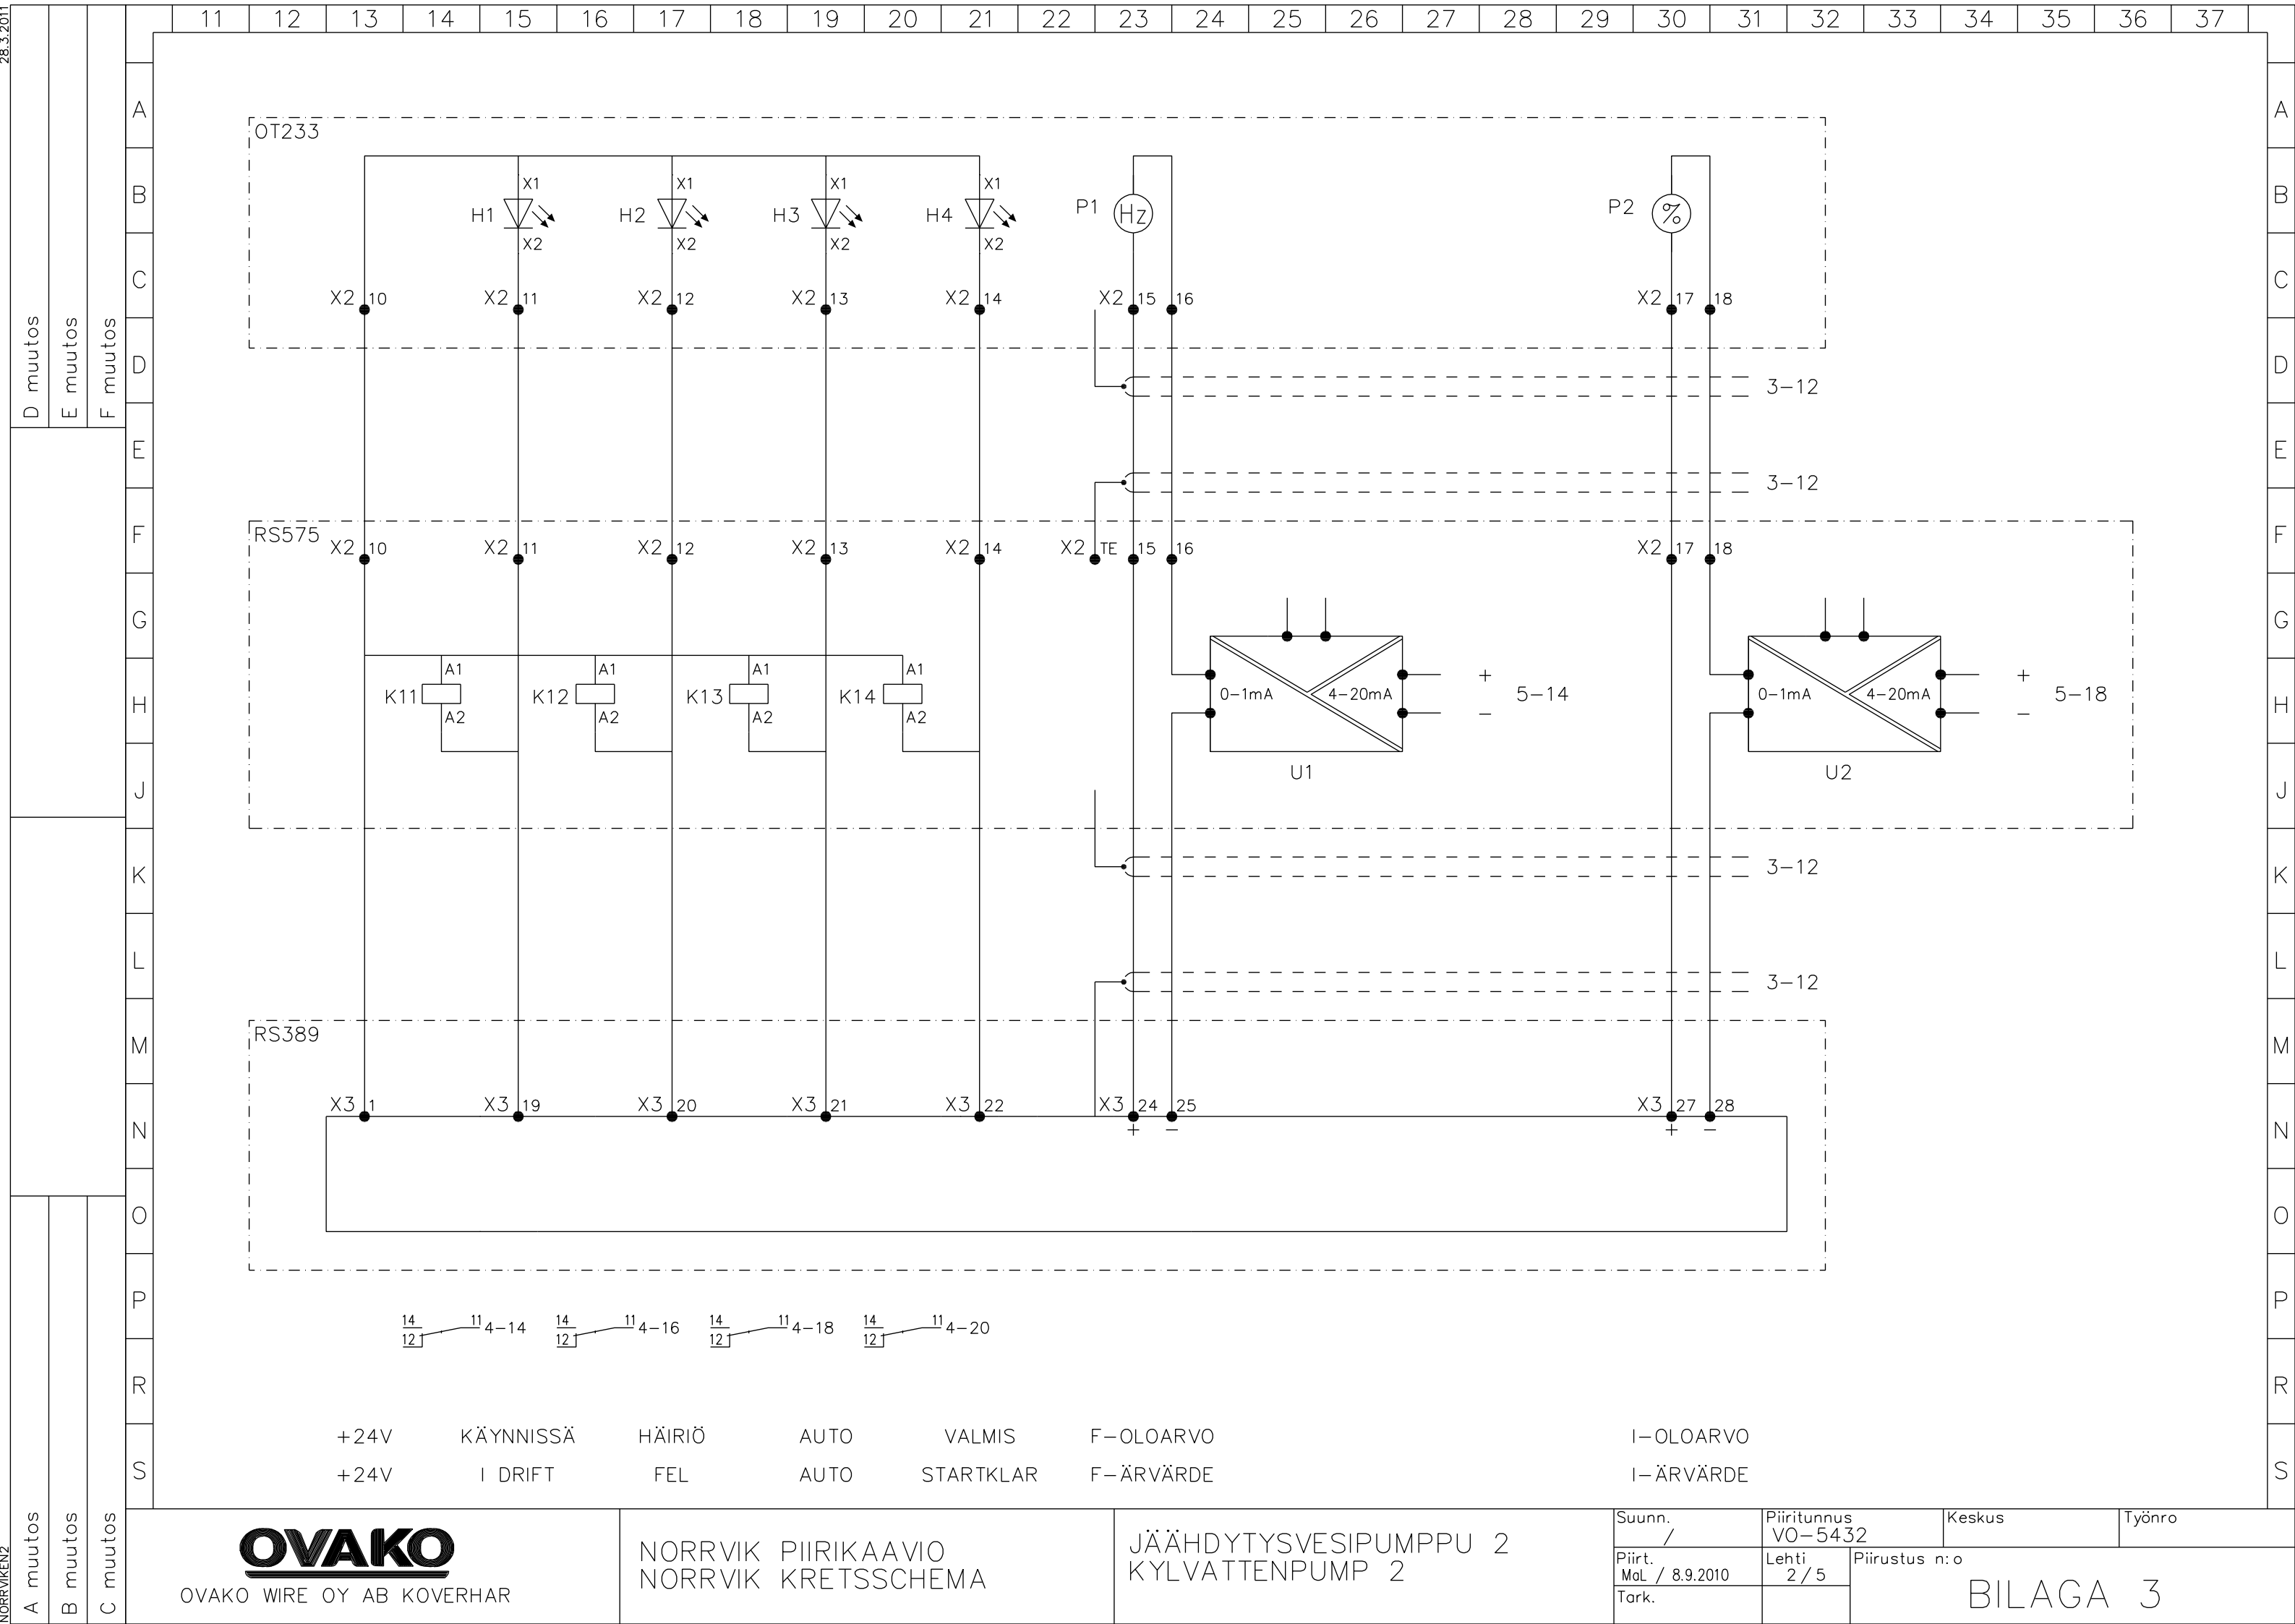 28.3.2011
11 12 13 14 15 16 17 18 19 20 21 22 23 24 25 26 27 28 29 30 31 32 33 34 35 36 37
D muutos
E muutos
F muutos
A muutos
B muutos
C muutos
NORRVIKEN2
A A
B B
C C
D D
E E
F F
G G
H H
J J
K K
L L
M M
N N
O O
P P
R R
S S
OT233
X1 X1 X1 X1
H1 H2 H3 H4 P1 Hz P2 %
X2 X2 X2 X2
X2 10 X2 11 X2 12 X2 13 X2 14 X2 15 16 X2 17 18
3-12
3-12
RS575
X2 10 X2 11 X2 12 X2 13 X2 14 X2 TE 15 16 X2 17 18
A1 A1 A1 A1
K11 K12 K13 K14
A2 A2 A2 A2
0-1mA 4-20mA + - 5-14
U1
0-1mA 4-20mA + - 5-18
U2
3-12
3-12
RS389
X3 1 X3 19 X3 20 X3 21 X3 22 X3 24 25 X3 27 28
+ - + -
14 11 4-14 14 11 4-16 14 11 4-18 14 11 4-20
12 12 12 12
+24V KÄYNNISSÄ HÄIRIÖ AUTO VALMIS F-OLOARVO I-OLOARVO
+24V I DRIFT FEL AUTO STARTKLAR F-ÄRVÄRDE I-ÄRVÄRDE
OVAKO
OVAKO WIRE OY AB KOVERHAR
NORRVIK PIIRIKAAVIO
NORRVIK KRETSSCHEMA
JÄÄHDYTYSVESIPUMPPU 2
KYLVATTENPUMP 2
Suunn.
/
Piiritunnus
VO-5432
Keskus
Työnro
Piirt.
MaL / 8.9.2010
Lehti
2/5
Piirustus n:o
BILAGA 3
Tark.